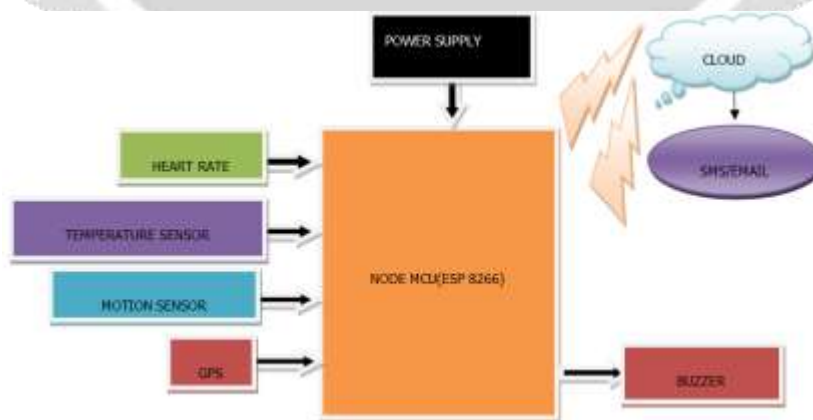 POWER SUPPLY
CLOUD
HEART RATE
SMS/EMAIL
TEMPERATURE SENSOR
NODE MCU(ESP 8266)
MOTION SENSOR
GPS
BUZZER